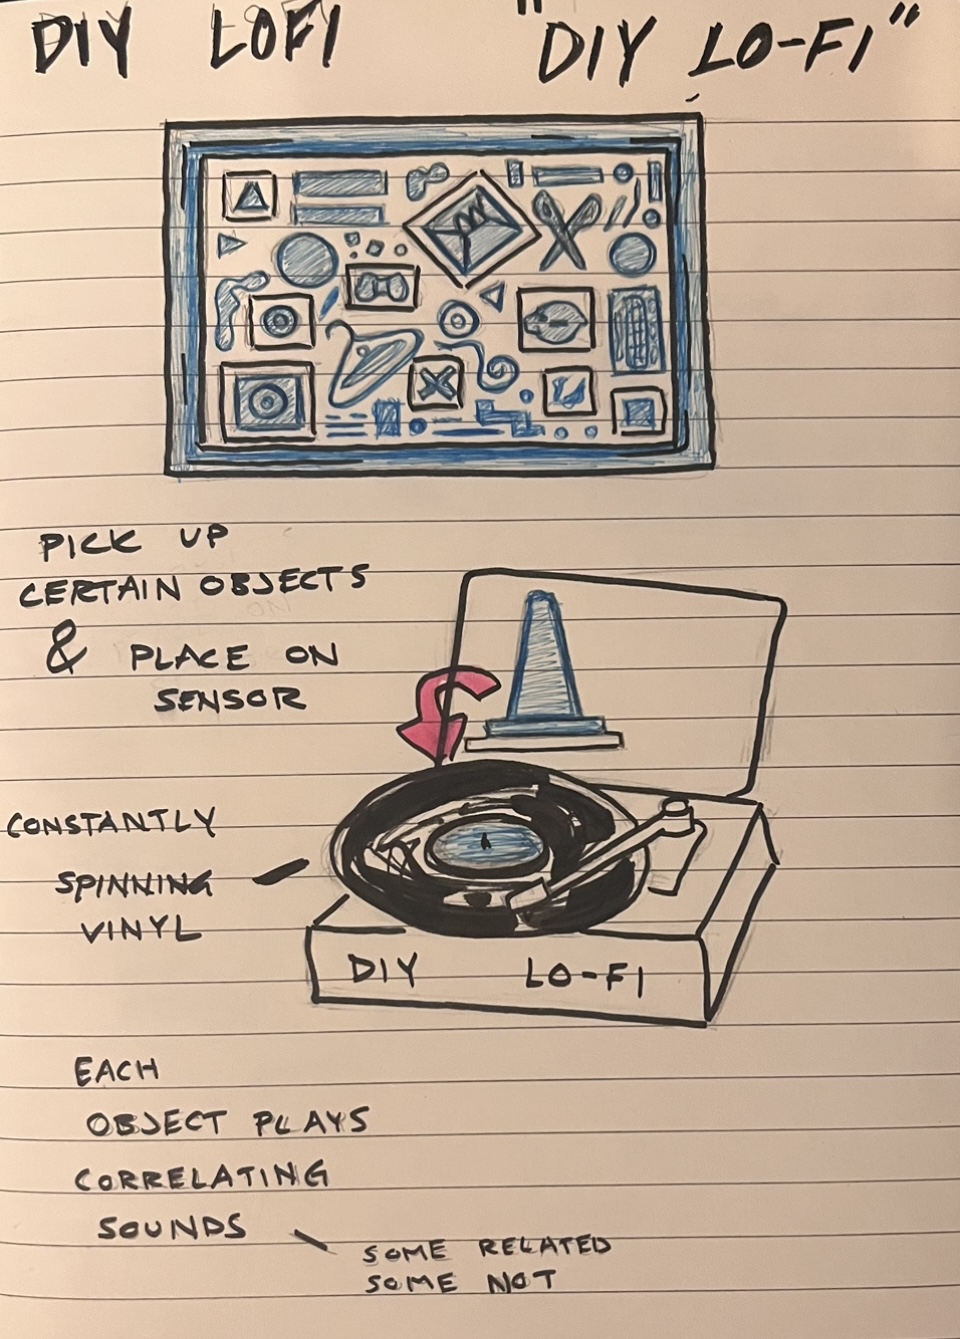 DIY LOFI "DIY LO-FI"
PICK UP
CERTAIN OBJECTS
& PLACE ON
SENSOR
CONSTANTLY
SPINNING
VINYL
DIY LO-FI
EACH
OBJECT PLAYS
CORRELATING
SOUNDS
SOME RELATED
SOME NOT